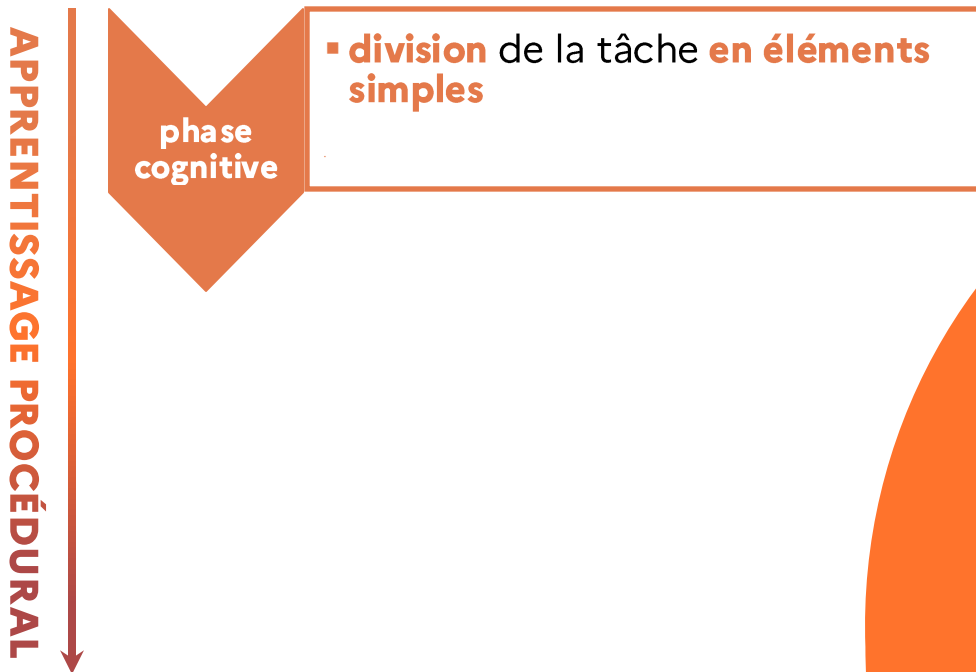 APPRENTISSAGE PROCÉDURAL
phase
cognitive
▪ division de la tâche en éléments
simples